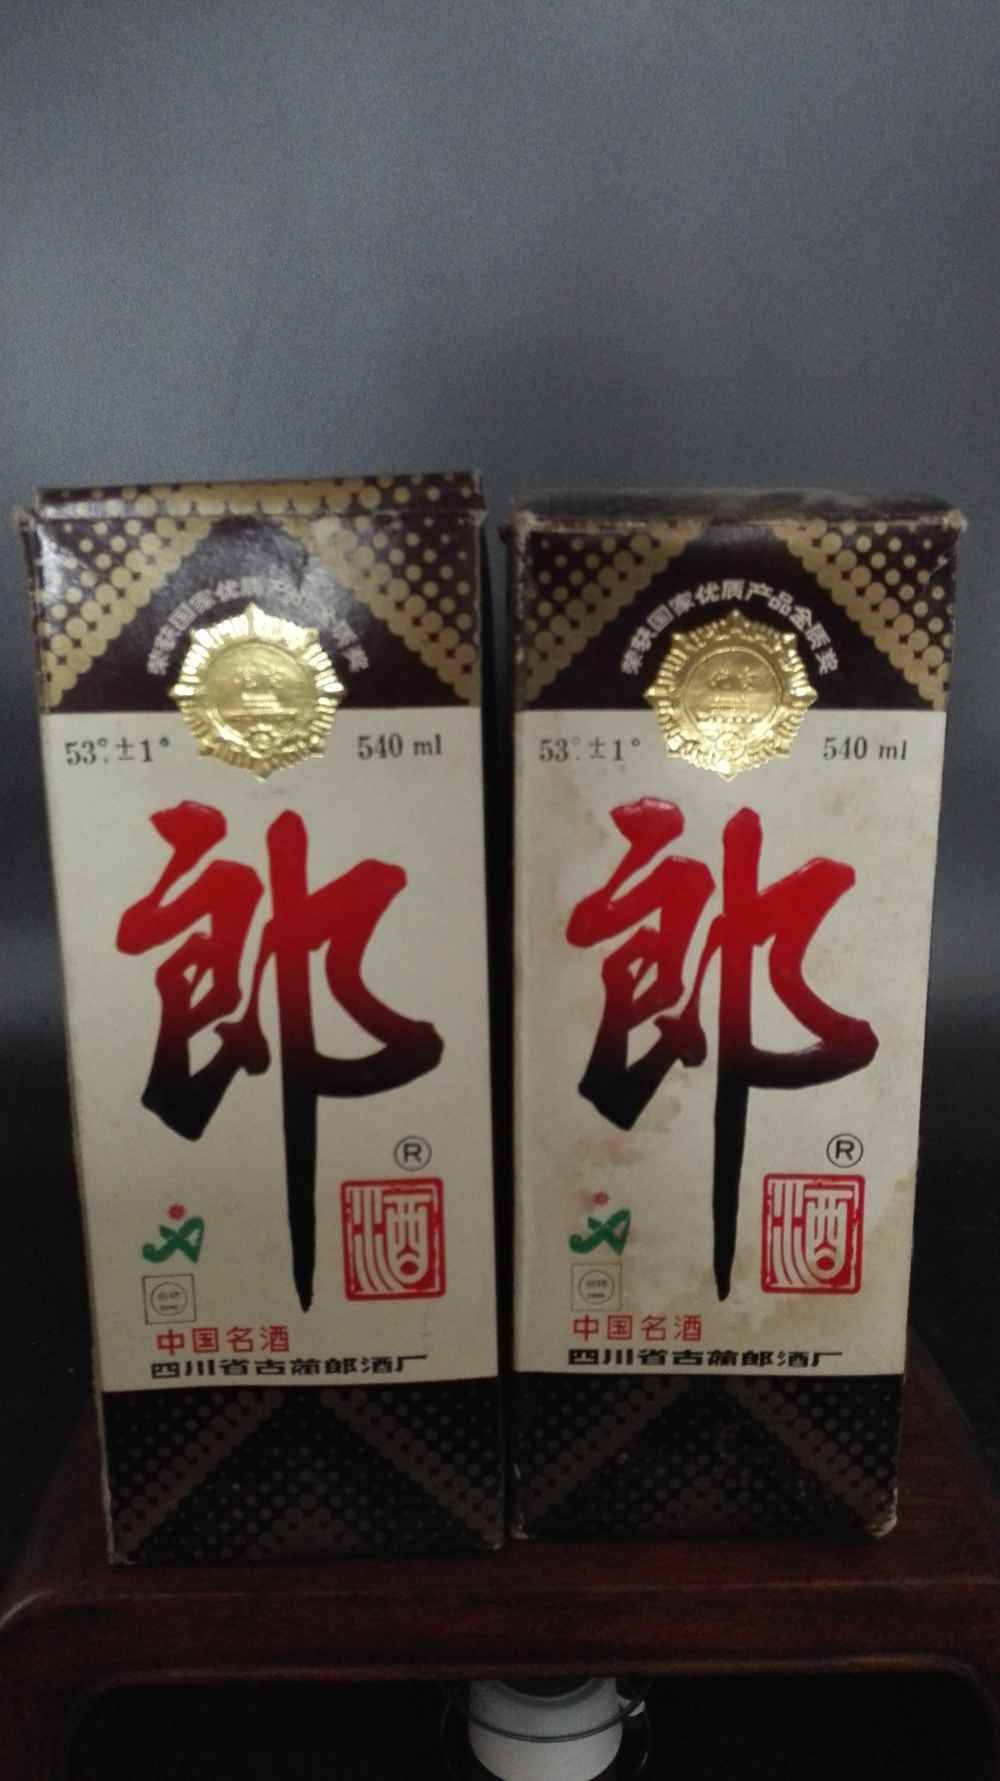 荣获国家优质产品金质奖
53°±1°
540 ml
郎
®
酒
中国名酒
四川省古蔺郎酒厂
荣获国家优质产品金质奖
53°±1°
540 ml
郎
®
酒
中国名酒
四川省古蔺郎酒厂